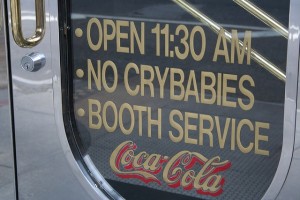 • OPEN 11:30 AM
• NO CRYBABIES
• BOOTH SERVICE
Coca-Cola